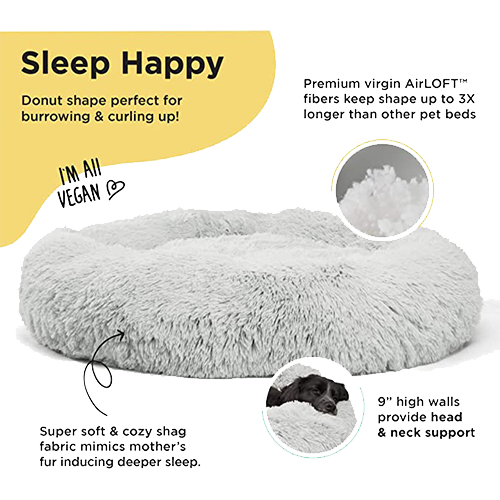 Sleep Happy
Donut shape perfect for
burrowing & curling up!
Premium virgin AirLOFT™
fibers keep shape up to 3X
longer than other pet beds
I'M All
VEGAN
9" high walls
provide head
& neck support
Super soft & cozy shag
fabric mimics mother's
fur inducing deeper sleep.